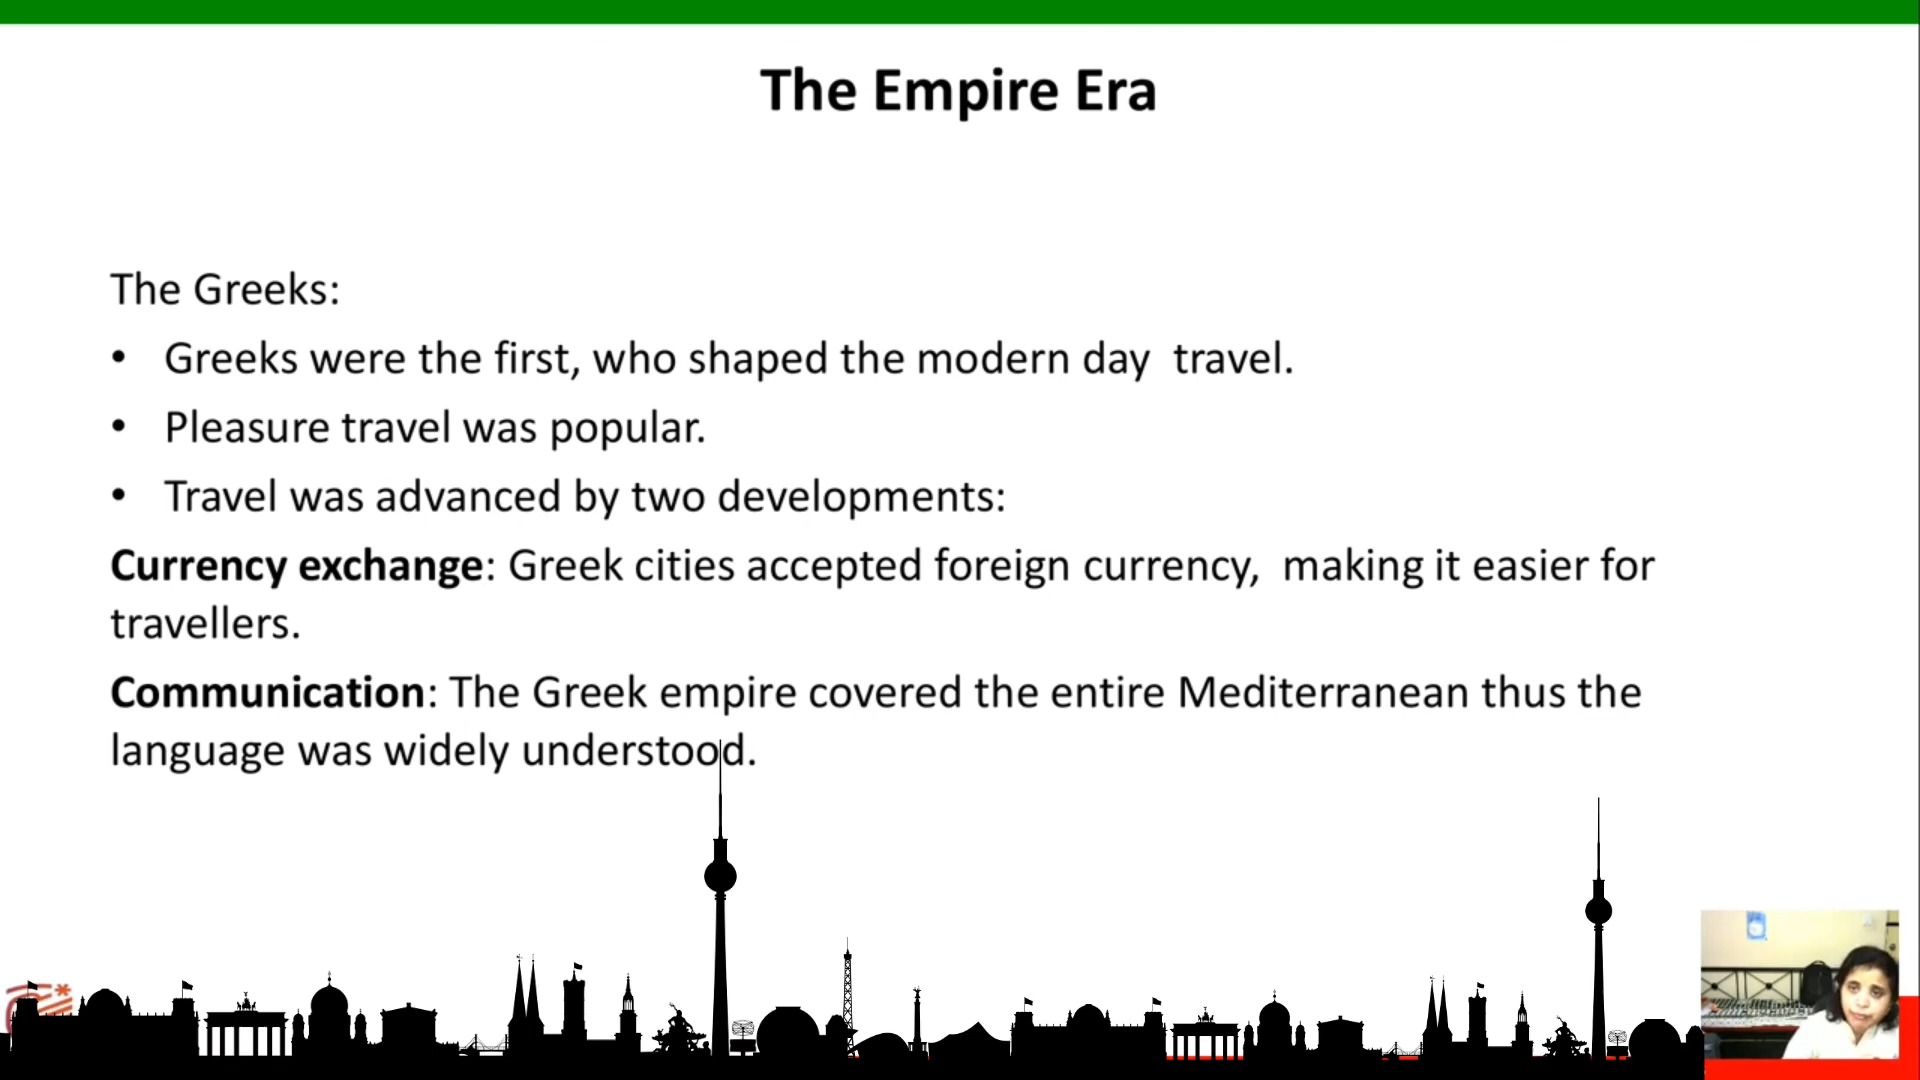 The Empire Era
The Greeks:
• Greeks were the first, who shaped the modern day  travel.
• Pleasure travel was popular.
• Travel was advanced by two developments:
Currency exchange: Greek cities accepted foreign currency,  making it easier for
travellers.
Communication: The Greek empire covered the entire Mediterranean thus the
language was widely understood.